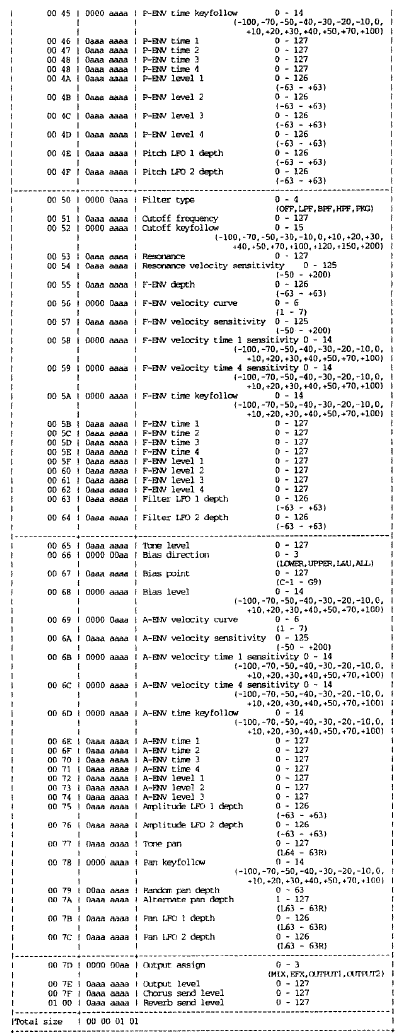 | 00 45 | 0000 aaaa | P-ENV time keyfollow 0 - 14 |
| (-100,-70,-50,-40,-30,-20,-10,0, |
| +10,+20,+30,+40,+50,+70,+100) |
| 00 46 | 0aaa aaaa | P-ENV time 1 0 - 127 |
| 00 47 | 0aaa aaaa | P-ENV time 2 0 - 127 |
| 00 48 | 0aaa aaaa | P-ENV time 3 0 - 127 |
| 00 48 | 0aaa aaaa | P-ENV time 4 0 - 127 |
| 00 4A | 0aaa aaaa | P-ENV level 1 0 - 126 |
| (-63 - +63) |
| 00 4B | 0aaa aaaa | P-ENV level 2 0 - 126 |
| (-63 - +63) |
| 00 4C | 0aaa aaaa | P-ENV level 3 0 - 126 |
| (-63 - +63) |
| 00 4D | 0aaa aaaa | P-ENV level 4 0 - 126 |
| (-63 - +63) |
| 00 4E | 0aaa aaaa | Pitch LFO 1 depth 0 - 126 |
| (-63 - +63) |
| 00 4F | 0aaa aaaa | Pitch LFO 2 depth 0 - 126 |
| (-63 - +63) |
| 00 50 | 0000 0aaa | Filter type 0 - 4 |
| (OFF,LPF,BPF,HPF,PKG) |
| 00 51 | 0aaa aaaa | Cutoff frequency 0 - 127 |
| 00 52 | 0000 aaaa | Cutoff keyfollow 0 - 15 |
| (-100,-70,-50,-30,-10,0,+10,+20,+30, |
| +40,+50,+70,+100,+120,+150,+200) |
| 00 53 | 0aaa aaaa | Resonance 0 - 127 |
| 00 54 | 0aaa aaaa | Resonance velocity sensitivity 0 - 125 |
| (-50 - +200) |
| 00 55 | 0aaa aaaa | F-ENV depth 0 - 126 |
| (-63 - +63) |
| 00 56 | 0000 0aaa | F-ENV velocity curve 0 - 6 |
| (1 - 7) |
| 00 57 | 0aaa aaaa | F-ENV velocity sensitivity 0 - 125 |
| (-50 - +200) |
| 00 58 | 0000 aaaa | F-ENV velocity time 1 sensitivity 0 - 14 |
| (-100,-70,-50,-40,-30,-20,-10,0, |
| +10,+20,+30,+40,+50,+70,+100) |
| 00 59 | 0000 aaaa | F-ENV velocity time 4 sensitivity 0 - 14 |
| (-100,-70,-50,-40,-30,-20,-10,0, |
| +10,+20,+30,+40,+50,+70,+100) |
| 00 5A | 0000 aaaa | F-ENV time keyfollow 0 - 14 |
| (-100,-70,-50,-40,-30,-20,-10,0, |
| +10,+20,+30,+40,+50,+70,+100) |
| 00 5B | 0aaa aaaa | F-ENV time 1 0 - 127 |
| 00 5C | 0aaa aaaa | F-ENV time 2 0 - 127 |
| 00 5D | 0aaa aaaa | F-ENV time 3 0 - 127 |
| 00 5E | 0aaa aaaa | F-ENV time 4 0 - 127 |
| 00 5F | 0aaa aaaa | F-ENV level 1 0 - 127 |
| 00 60 | 0aaa aaaa | F-ENV level 2 0 - 127 |
| 00 61 | 0aaa aaaa | F-ENV level 3 0 - 127 |
| 00 62 | 0aaa aaaa | F-ENV level 4 0 - 127 |
| 00 63 | 0aaa aaaa | Filter LFO 1 depth 0 - 126 |
| (-63 - +63) |
| 00 64 | 0aaa aaaa | Filter LFO 2 depth 0 - 126 |
| (-63 - +63) |
| 00 65 | 0aaa aaaa | Tone level 0 - 127 |
| 00 66 | 0000 00aa | Bias direction 0 - 3 |
| (LOWER,UPPER,L&U,ALL) |
| 00 67 | 0aaa aaaa | Bias point 0 - 127 |
| (C-1 - G9) |
| 00 68 | 0000 aaaa | Bias level 0 - 14 |
| (-100,-70,-50,-40,-30,-20,-10,0, |
| +10,+20,+30,+40,+50,+70,+100) |
| 00 69 | 0000 0aaa | A-ENV velocity curve 0 - 6 |
| (1 - 7) |
| 00 6A | 0aaa aaaa | A-ENV velocity sensitivity 0 - 125 |
| (-50 - +200) |
| 00 6B | 0000 aaaa | A-ENV velocity time 1 sensitivity 0 - 14 |
| (-100,-70,-50,-40,-30,-20,-10,0, |
| +10,+20,+30,+40,+50,+70,+100) |
| 00 6C | 0000 aaaa | A-ENV velocity time 4 sensitivity 0 - 14 |
| (-100,-70,-50,-40,-30,-20,-10,0, |
| +10,+20,+30,+40,+50,+70,+100) |
| 00 6D | 0000 aaaa | A-ENV time keyfollow 0 - 14 |
| (-100,-70,-50,-40,-30,-20,-10,0, |
| +10,+20,+30,+40,+50,+70,+100) |
| 00 6E | 0aaa aaaa | A-ENV time 1 0 - 127 |
| 00 6F | 0aaa aaaa | A-ENV time 2 0 - 127 |
| 00 70 | 0aaa aaaa | A-ENV time 3 0 - 127 |
| 00 71 | 0aaa aaaa | A-ENV time 4 0 - 127 |
| 00 72 | 0aaa aaaa | A-ENV level 1 0 - 127 |
| 00 73 | 0aaa aaaa | A-ENV level 2 0 - 127 |
| 00 74 | 0aaa aaaa | A-ENV level 3 0 - 127 |
| 00 75 | 0aaa aaaa | Amplitude LFO 1 depth 0 - 126 |
| (-63 - +63) |
| 00 76 | 0aaa aaaa | Amplitude LFO 2 depth 0 - 126 |
| (-63 - +63) |
| 00 77 | 0aaa aaaa | Tone pan 0 - 127 |
| (L64 - 63R) |
| 00 78 | 0000 aaaa | Pan keyfollow 0 - 14 |
| (-100,-70,-50,-40,-30,-20,-10,0, |
| +10,+20,+30,+40,+50,+70,+100) |
| 00 79 | 00aa aaaa | Random pan depth 0 - 63 |
| 00 7A | 0aaa aaaa | Alternate pan depth 1 - 127 |
| (L63 - 63R) |
| 00 7B | 0aaa aaaa | Pan LFO 1 depth 0 - 126 |
| (L63 - 63R) |
| 00 7C | 0aaa aaaa | Pan LFO 2 depth 0 - 126 |
| (L63 - 63R) |
| 00 7D | 0000 00aa | Output assign 0 - 3 |
| (MIX,EFX,OUTPUT1,OUTPUT2) |
| 00 7E | 0aaa aaaa | Output level 0 - 127 |
| 00 7F | 0aaa aaaa | Chorus send level 0 - 127 |
| 01 00 | 0aaa aaaa | Reverb send level 0 - 127 |
|Total size | 00 00 01 01 |